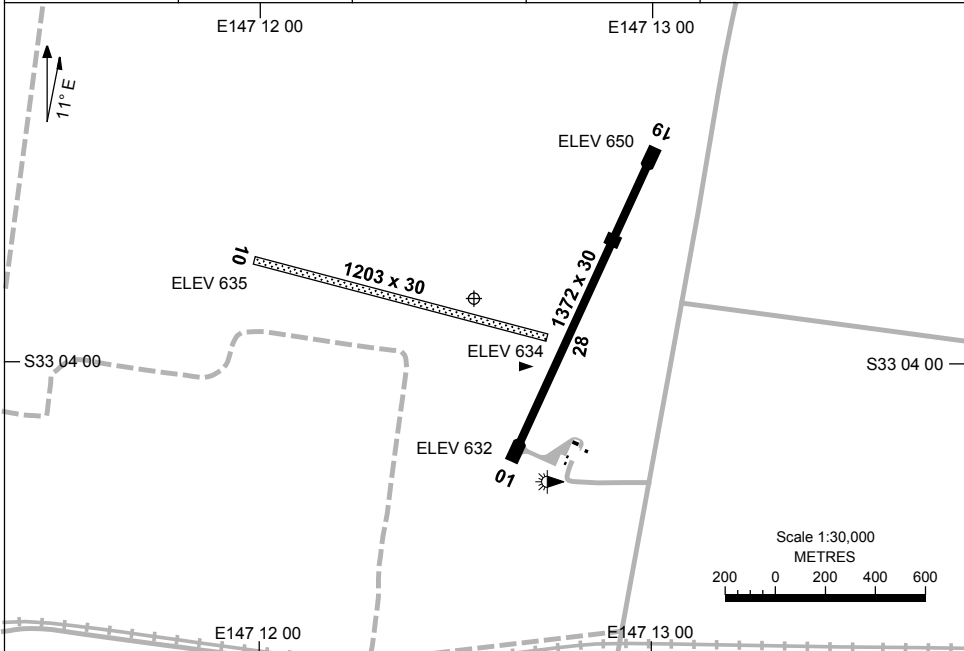 E147 12 00
E147 13 00
11° E
19
ELEV 650
10
ELEV 635
1203 x 30
1372 x 30
ELEV 634
28
S33 04 00
S33 04 00
ELEV 632
01
Scale 1:30,000
METRES
200 0 200 400 600
E147 12 00
E147 13 00